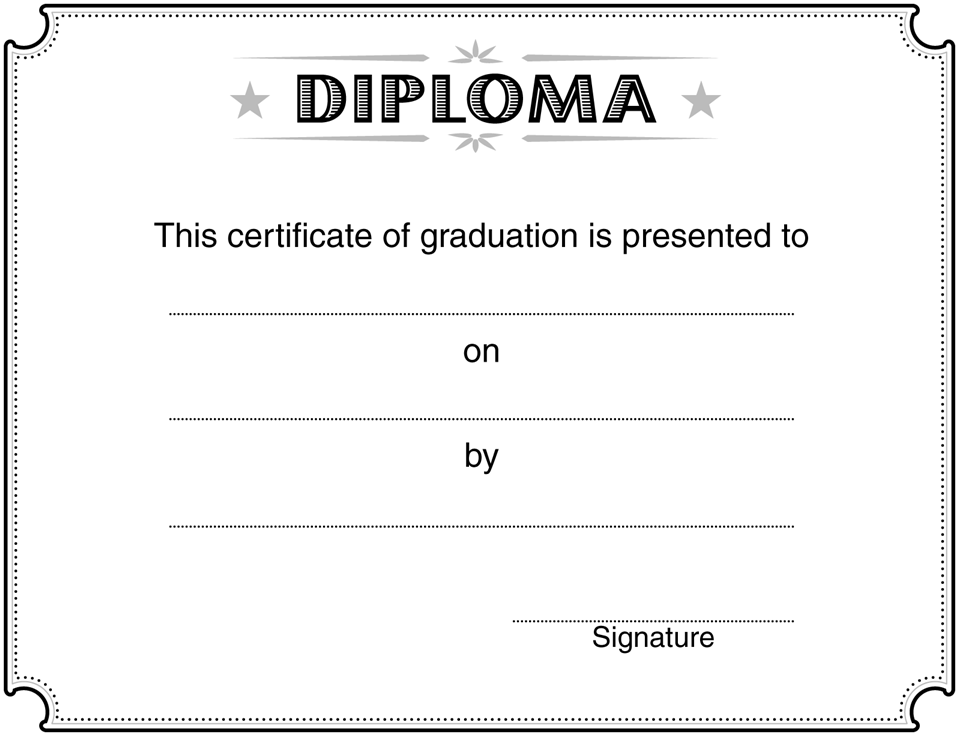 DIPLOMA
This certificate of graduation is presented to
on
by
Signature